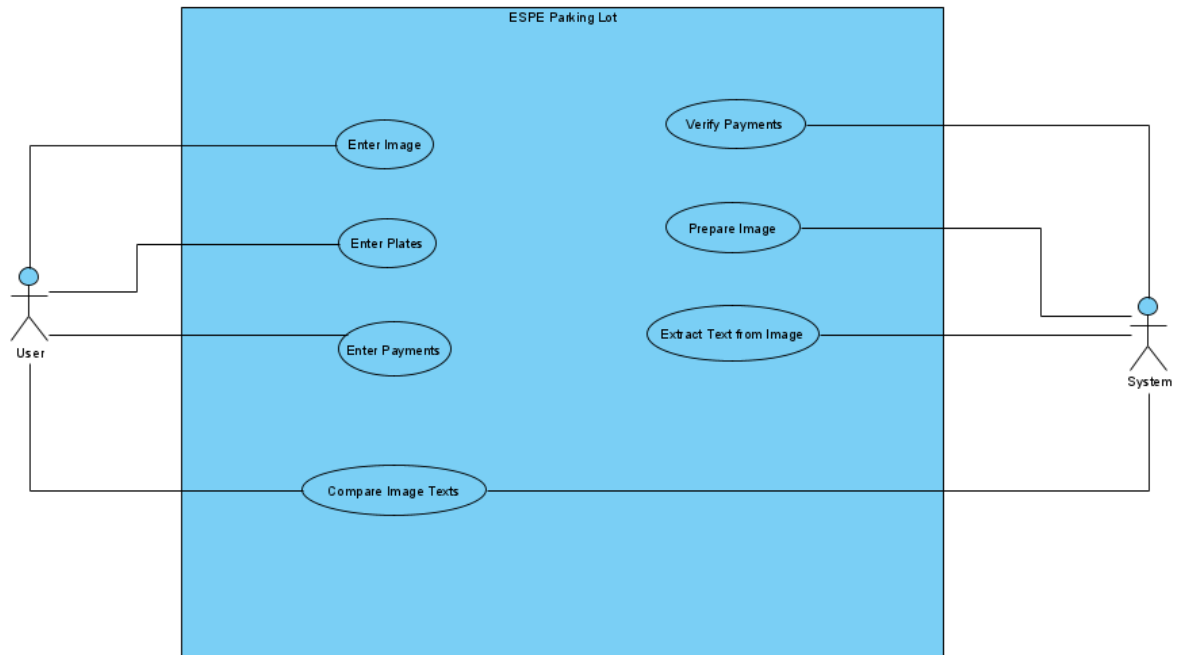 ESPE Parking Lot
Enter Image
Verify Payments
Enter Plates
Prepare Image
Enter Payments
Extract Text from Image
User
System
Compare Image Texts